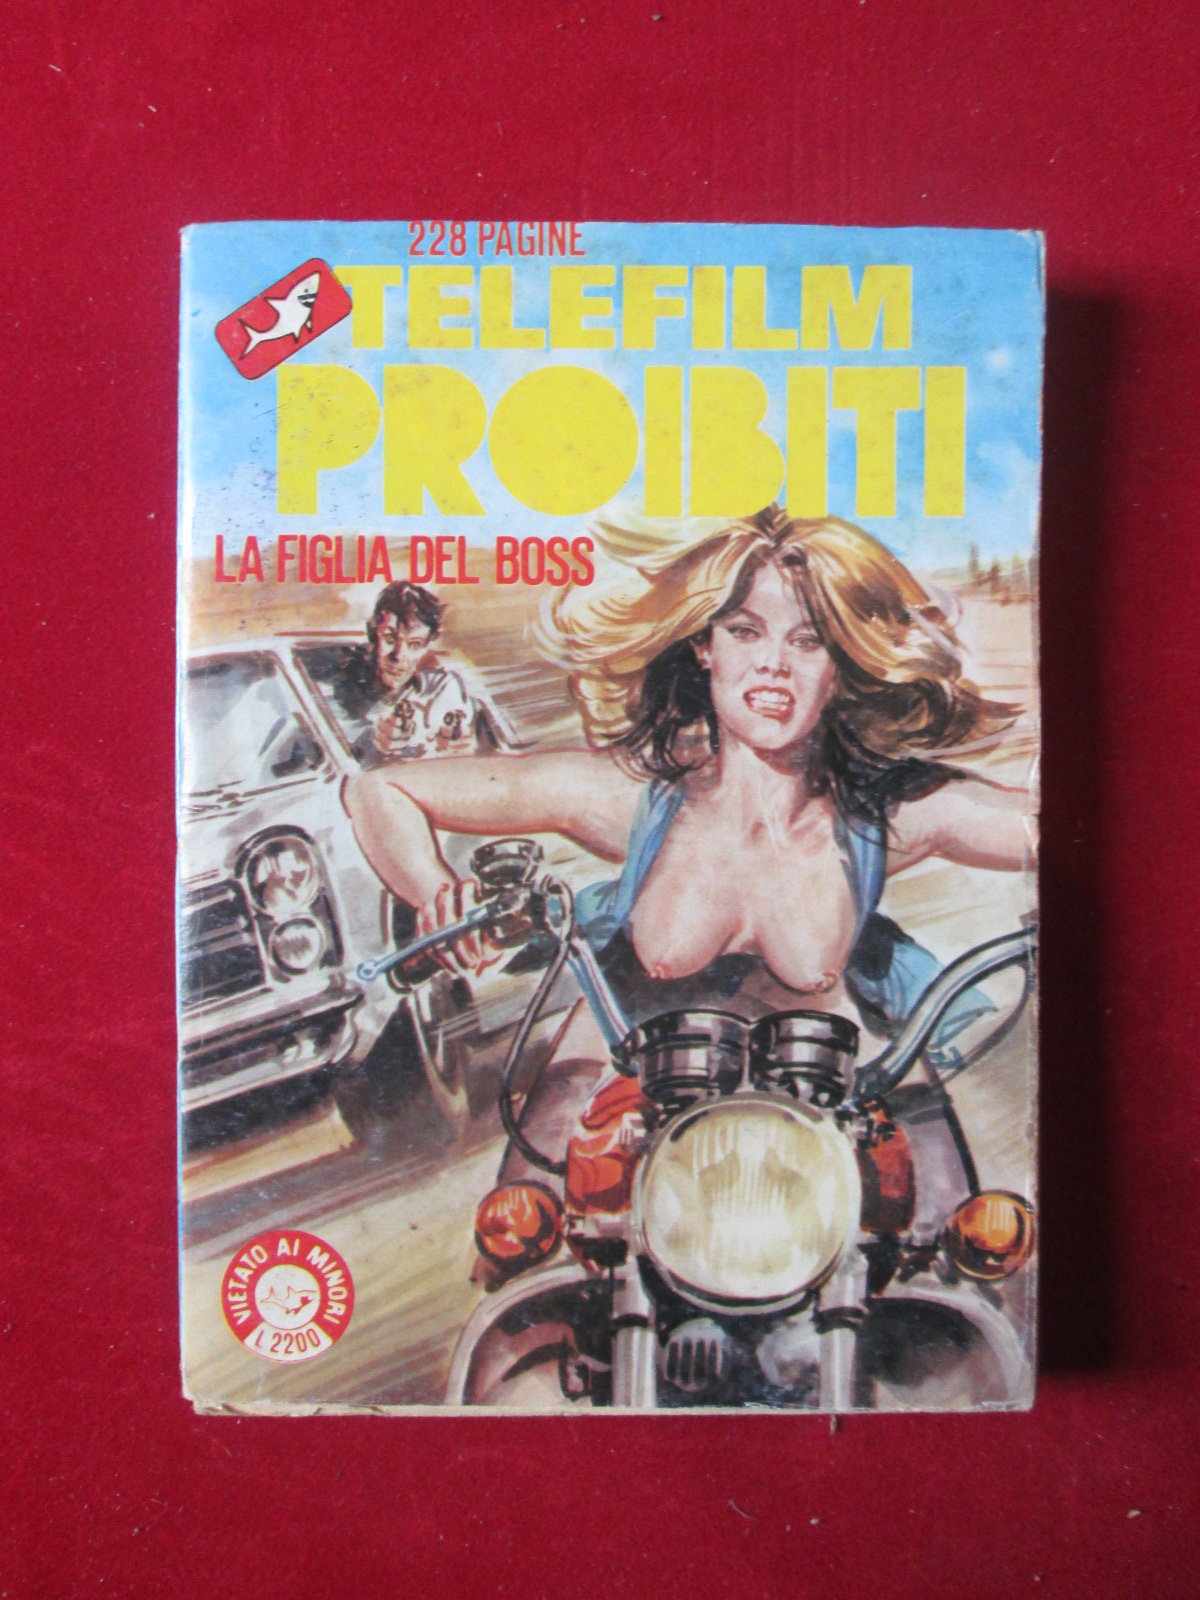 228 PAGINE
TELEFILM
PROIBITI
LA FIGLIA DEL BOSS
VIETATO AI MINORI
L 2200